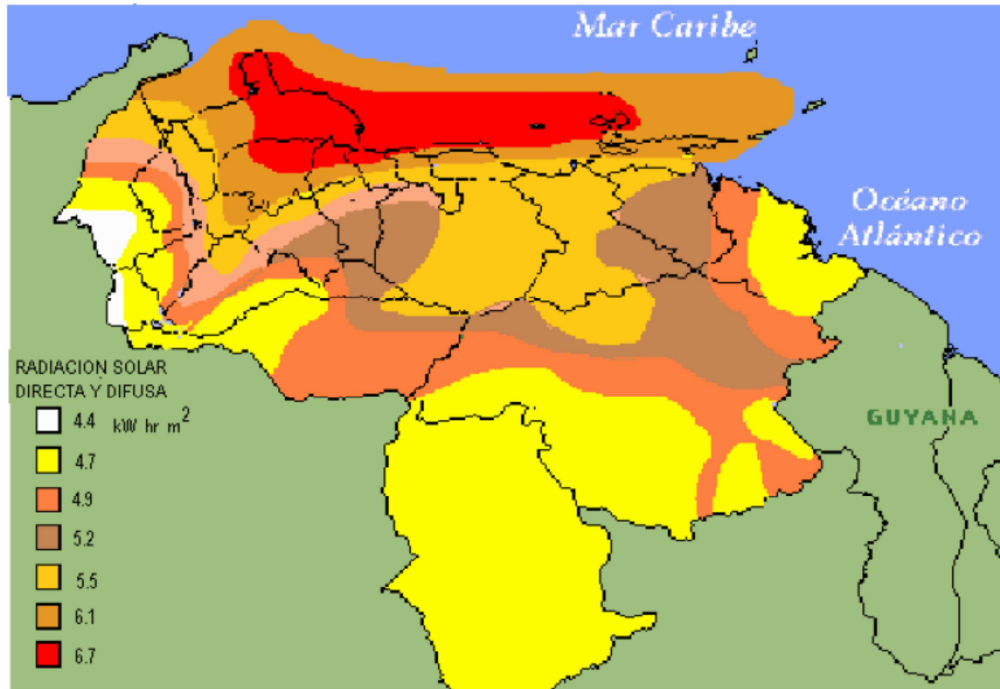 Mar Caribe
Océano
Atlántico
GUYANA
RADIACION SOLAR
DIRECTA Y DIFUSA
4.4 kW hr m²
4.7
4.9
5.2
5.5
6.1
6.7